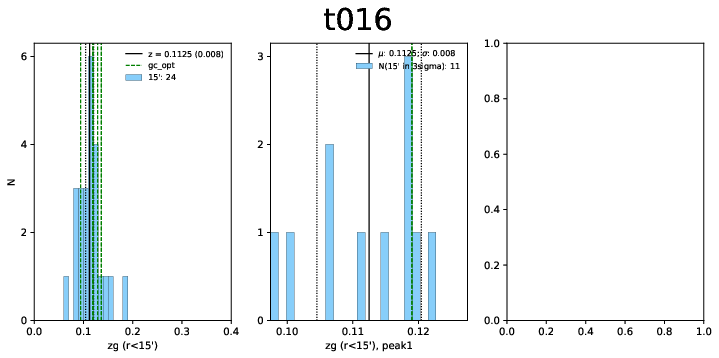 t016
z = 0.1125 (0.008)
gc_opt
15': 24
N
6
4
2
0
0.0 0.1 0.2 0.3 0.4
zg (r<15')
μ: 0.1125; σ: 0.008
N(15' in 3sigma): 11
3
2
1
0
0.10 0.11 0.12
zg (r<15'), peak1
1.0
0.8
0.6
0.4
0.2
0.0
0.0 0.2 0.4 0.6 0.8 1.0